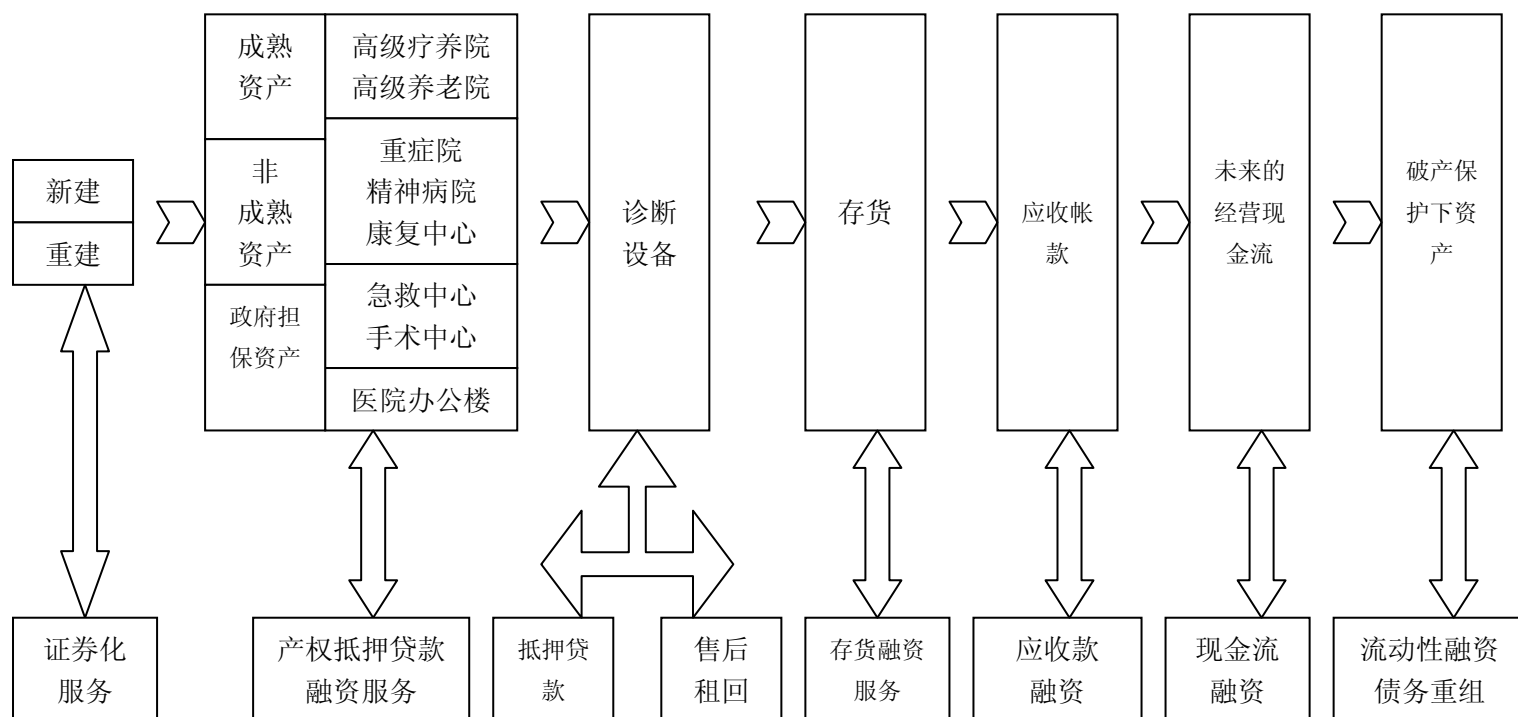 新建
重建
成熟
资产
非
成熟
资产
政府担
保资产
高级疗养院
高级养老院
重症院
精神病院
康复中心
急救中心
手术中心
医院办公楼
诊断
设备
存货
应收帐
款
未来的
经营现
金流
破产保
护下资
产
证券化
服务
产权抵押贷款
融资服务
抵押贷
款
售后
租回
存货融资
服务
应收款
融资
现金流
融资
流动性融资
债务重组